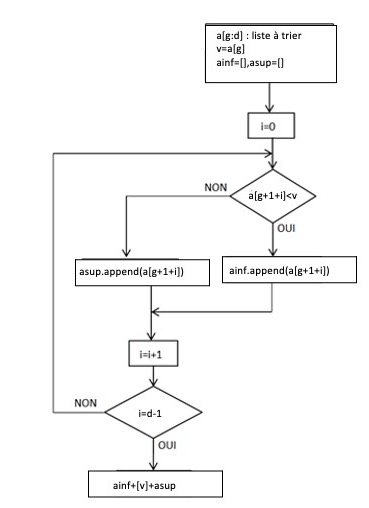 a[g:d] : liste à trier
v=a[g]
ainf=[],asup=[]
i=0
NON
a[g+1+i]<v
OUI
asup.append(a[g+1+i])
ainf.append(a[g+1+i])
i=i+1
NON
i=d-1
OUI
ainf+[v]+asup